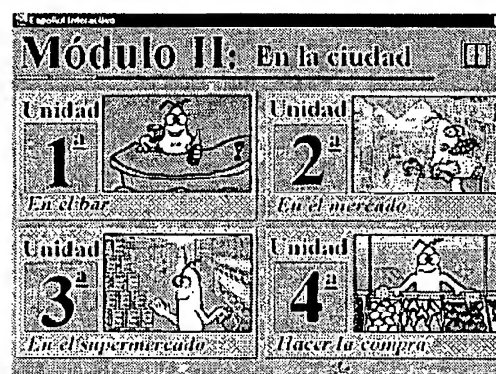 Español Interactivo
Módulo II: En la ciudad
Unidad
1ª
En el bar
Unidad
2ª
En el mercado
Unidad
3ª
En el supermercado
Unidad
4ª
Hacer la compra